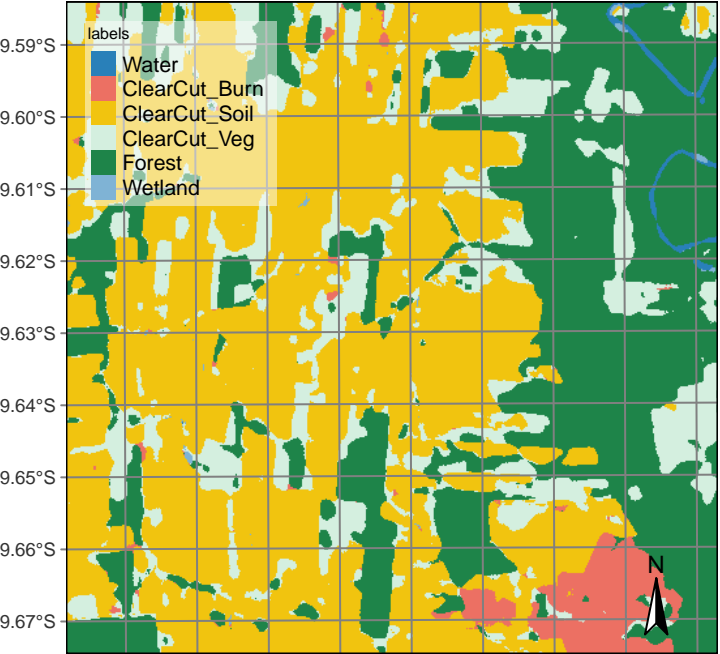 labels
Water
ClearCut_Burn
ClearCut_Soil
ClearCut_Veg
Forest
Wetland
9.59°S
9.60°S
9.61°S
9.62°S
9.63°S
9.64°S
9.65°S
9.66°S
9.67°S
N